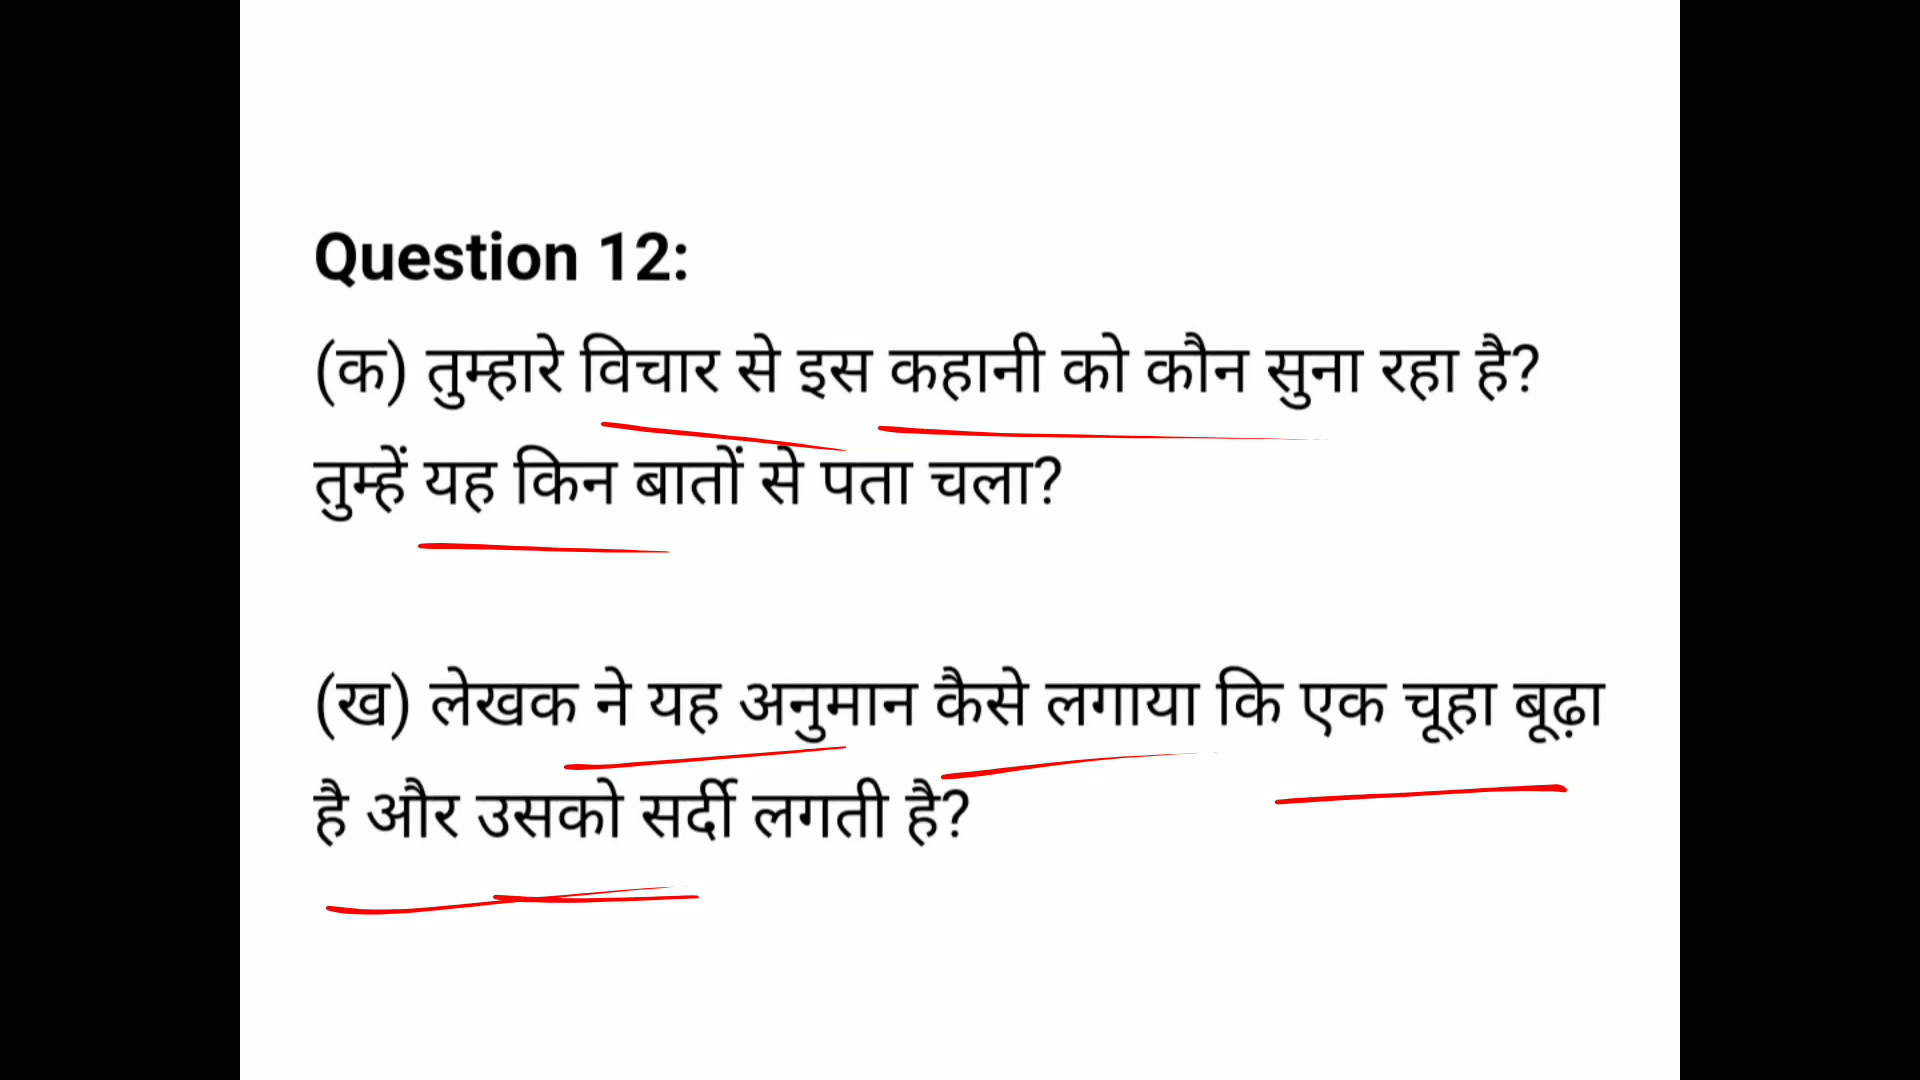 Question 12:
(क) तुम्हारे विचार से इस कहानी को कौन सुना रहा है?
तुम्हें यह किन बातों से पता चला?
(ख) लेखक ने यह अनुमान कैसे लगाया कि एक चूहा बूढ़ा
है और उसको सर्दी लगती है?